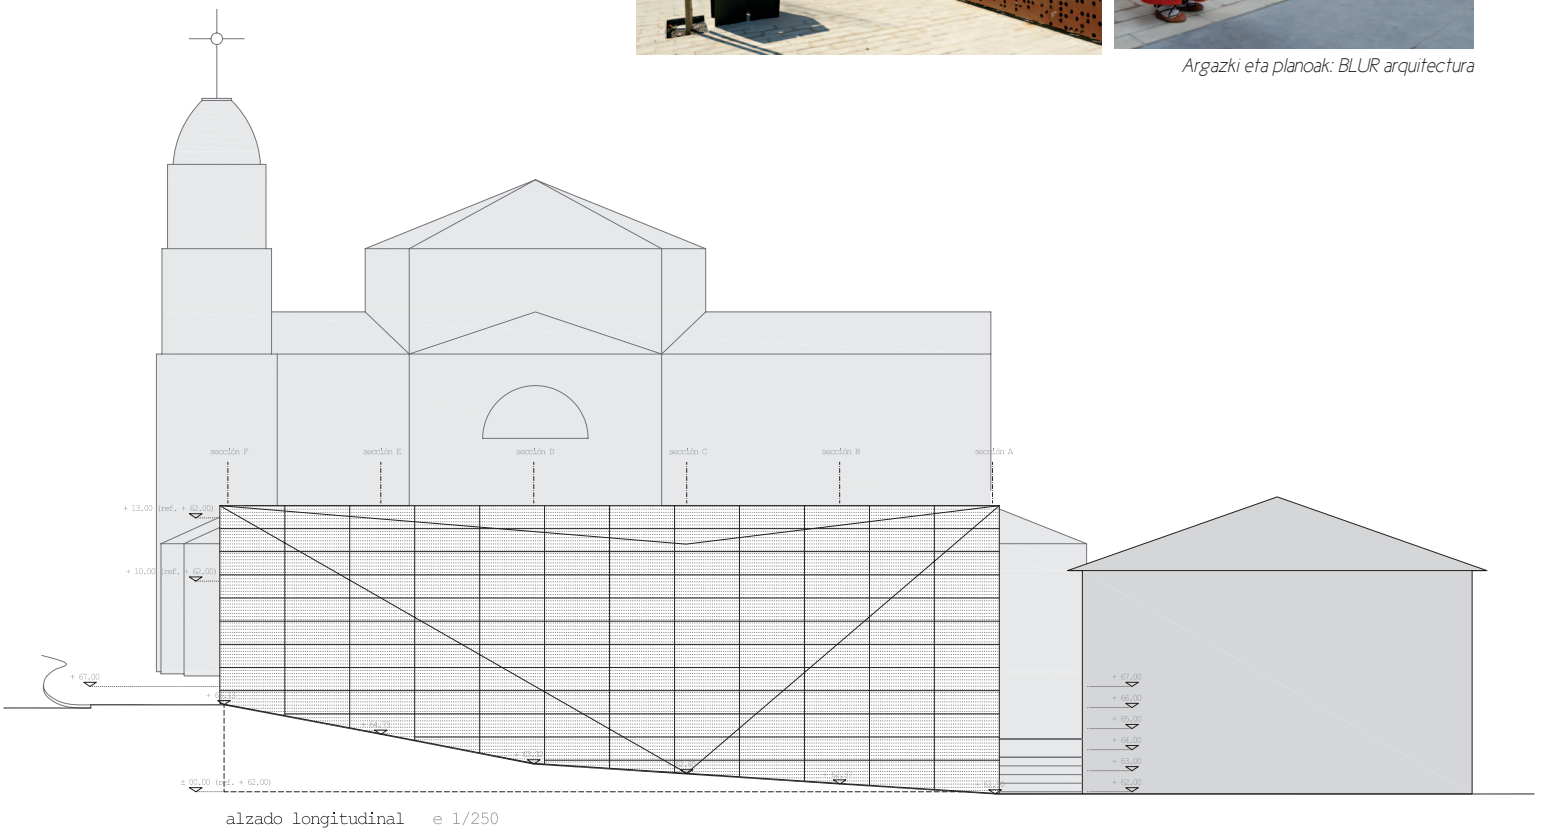 Argazki eta planoak: BLUR arquitectura
sección F
sección E
sección D
sección C
sección B
sección A
+ 13.00 (ref. + 62.00)
+ 10.00 (ref. + 62.00)
+ 67.00
+ 64.73
± 00.00 (ref. + 62.00)
+ 67.00
+ 66.00
+ 65.00
+ 64.00
+ 63.00
+ 62.00
alzado longitudinal e 1/250